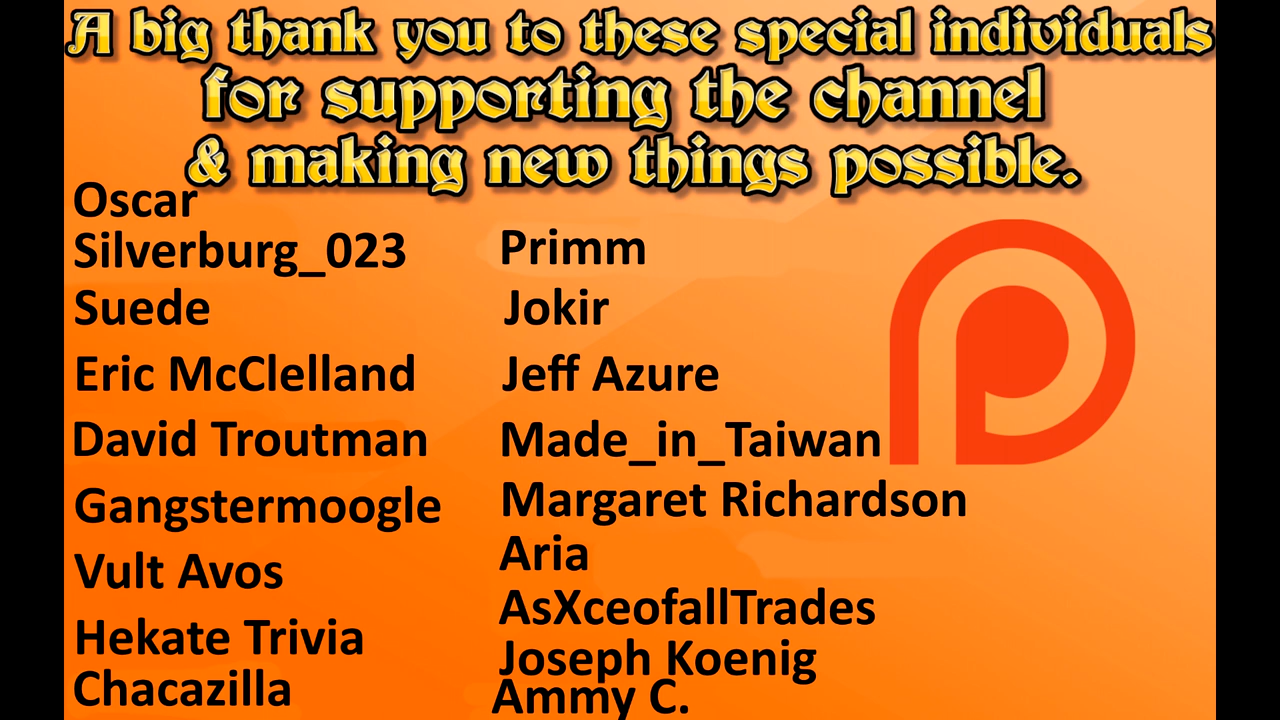 A big thank you to these special individuals
for supporting the channel
& making new things possible.
Oscar
Silverburg_023
Suede
Eric McClelland
David Troutman
Gangstermoogle
Vult Avos
Hekate Trivia
Chacazilla
Primm
Jokir
Jeff Azure
Made_in_Taiwan
Margaret Richardson
Aria
AsXceofallTrades
Joseph Koenig
Ammy C.